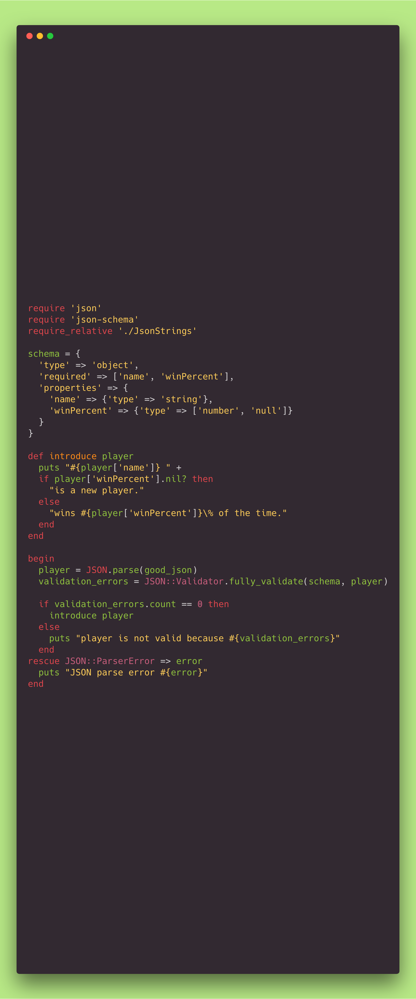 require 'json'
require 'json-schema'
require_relative './JsonStrings'

schema = {
  'type' => 'object',
  'required' => ['name', 'winPercent'],
  'properties' => {
    'name' => {'type' => 'string'},
    'winPercent' => {'type' => ['number', 'null']}
  }
}

def introduce player
  puts "#{player['name']} " +
  if player['winPercent'].nil? then
    "is a new player."
  else
    "wins #{player['winPercent']}\% of the time."
  end
end

begin
  player = JSON.parse(good_json)
  validation_errors = JSON::Validator.fully_validate(schema, player)

  if validation_errors.count == 0 then
    introduce player
  else
    puts "player is not valid because #{validation_errors}"
  end
rescue JSON::ParserError => error
  puts "JSON parse error #{error}"
end